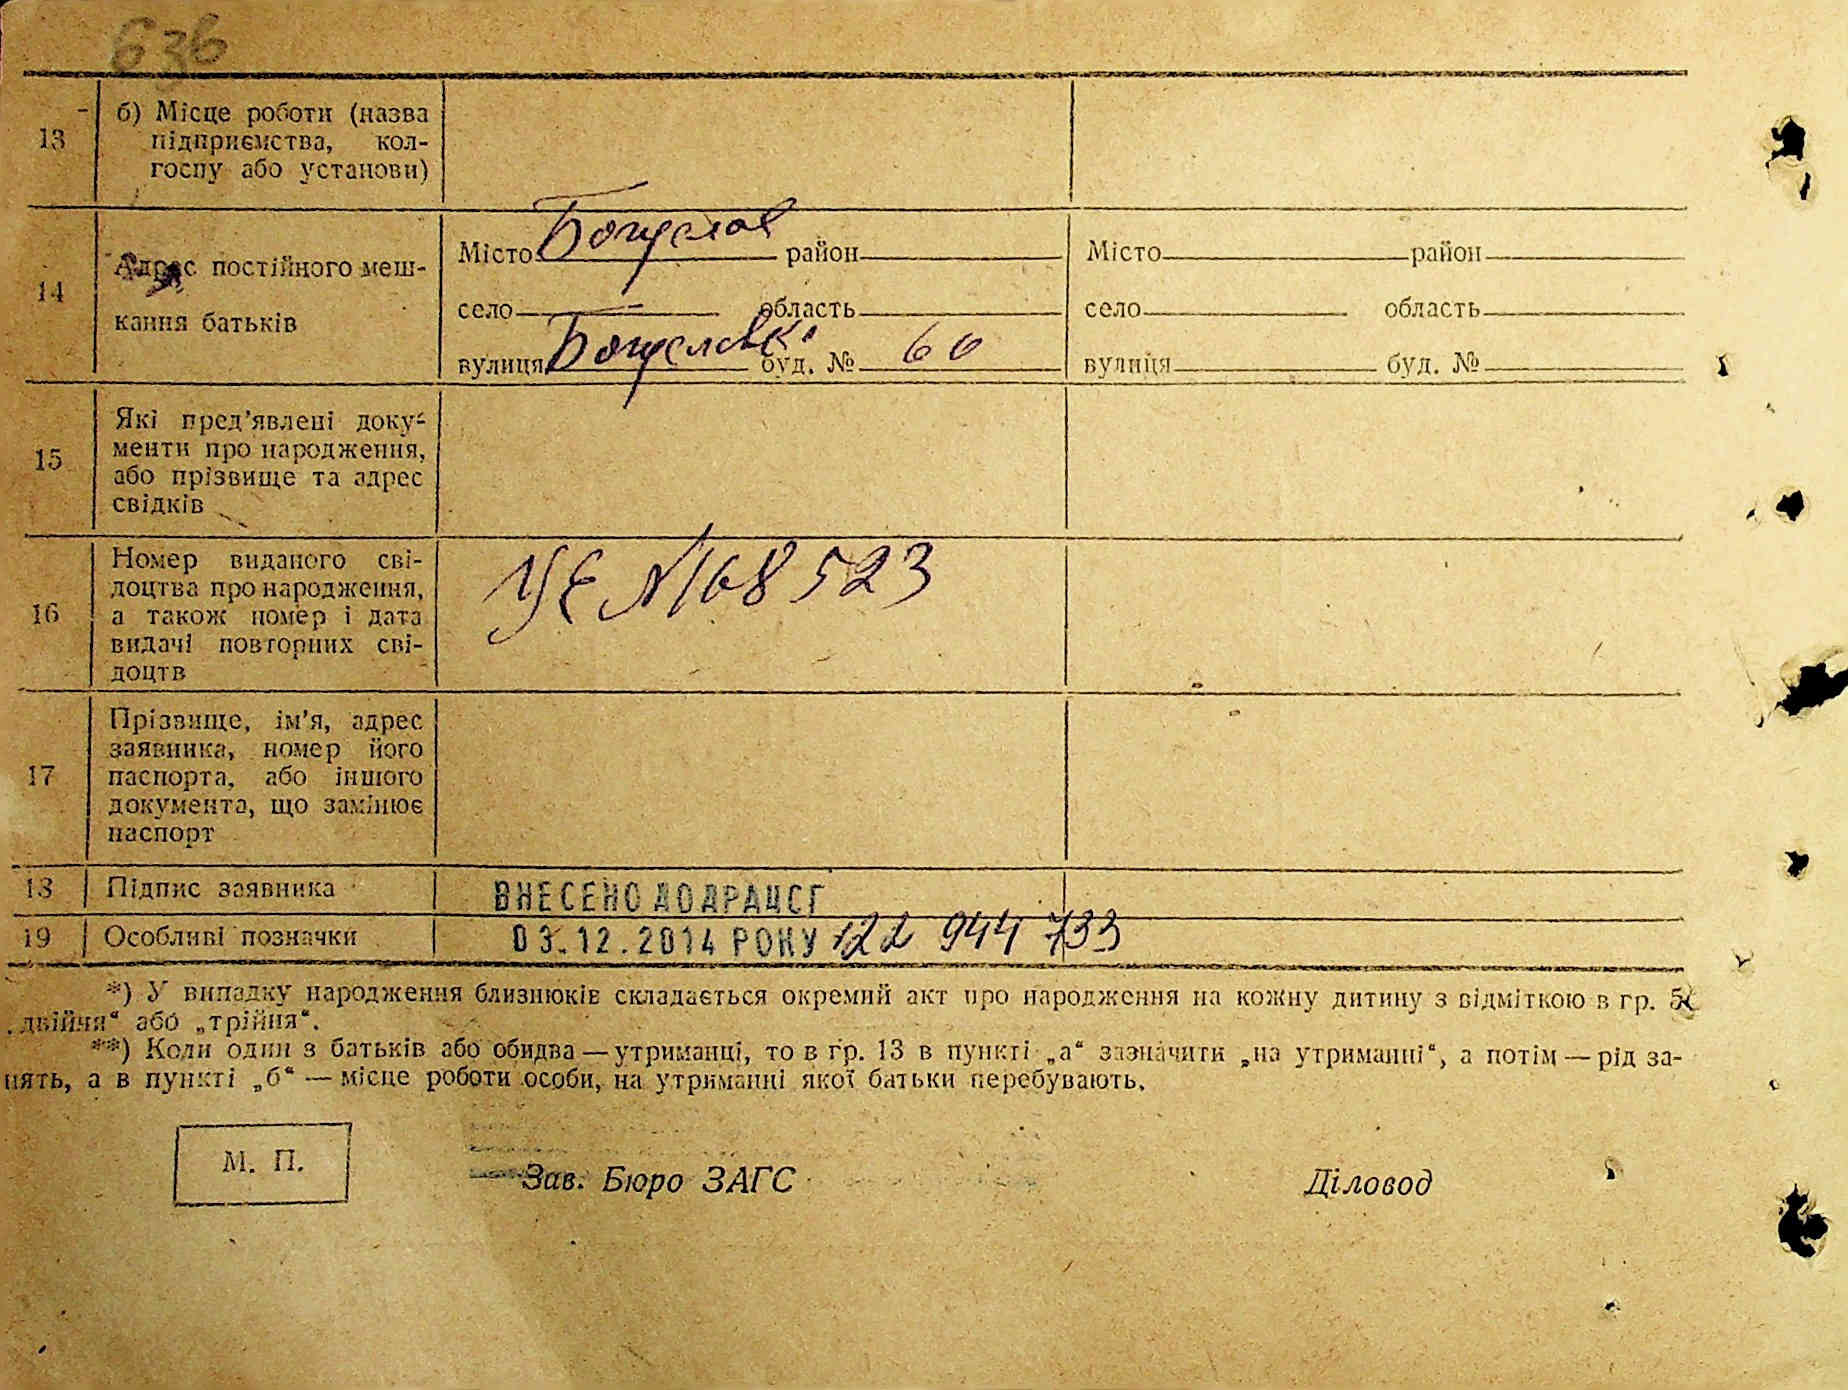 636
13 б) Місце роботи (назва
підприємства, кол-
госпу або установи)
14 Адрес постійного меш-
кання батьків
Місто Богуслав район Місто район
село область село область
вулиця буд. № 60 вулиця буд. №
15 Які пред’явлені доку-
менти про народження,
або прізвище та адрес
свідків
16 Номер виданого сві-
доцтва про народження,
а також номер і дата
видачі повторних сві-
доцтв
УЄ №168523
17 Прізвище, ім’я, адрес
заявника, номер його
паспорта, або іншого
документа, що замінює
паспорт
18 Підпис заявника ВНЕСЕНО ДО ДРАЦСГ
19 Особливі позначки 03.12.2014 РОКУ 122 944 733
*) У випадку народження близнюків складається окремий акт про народження на кожну дитину з відміткою в гр. 5
„двійня“ або „трійня“.
**) Коли один з батьків або обидва — утриманці, то в гр. 13 в пункті „а“ зазначити „на утриманні“, а потім — рід за-
нять, а в пункті „б“ — місце роботи особи, на утриманні якої батьки перебувають.
М. П.
Зав. Бюро ЗАГС Діловод